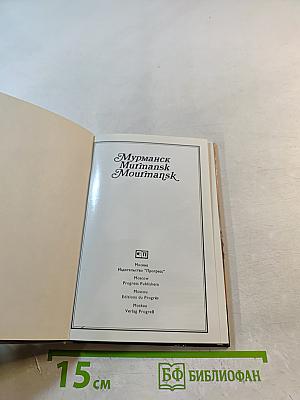 Мурманск
Murmansk
Mourmansk
Москва
Издательство "Прогресс"
Moscow
Progress Publishers
Moscou
Editions du Progrès
Moskau
Verlag Progreß
15 см
БФ БИБЛИОФАН